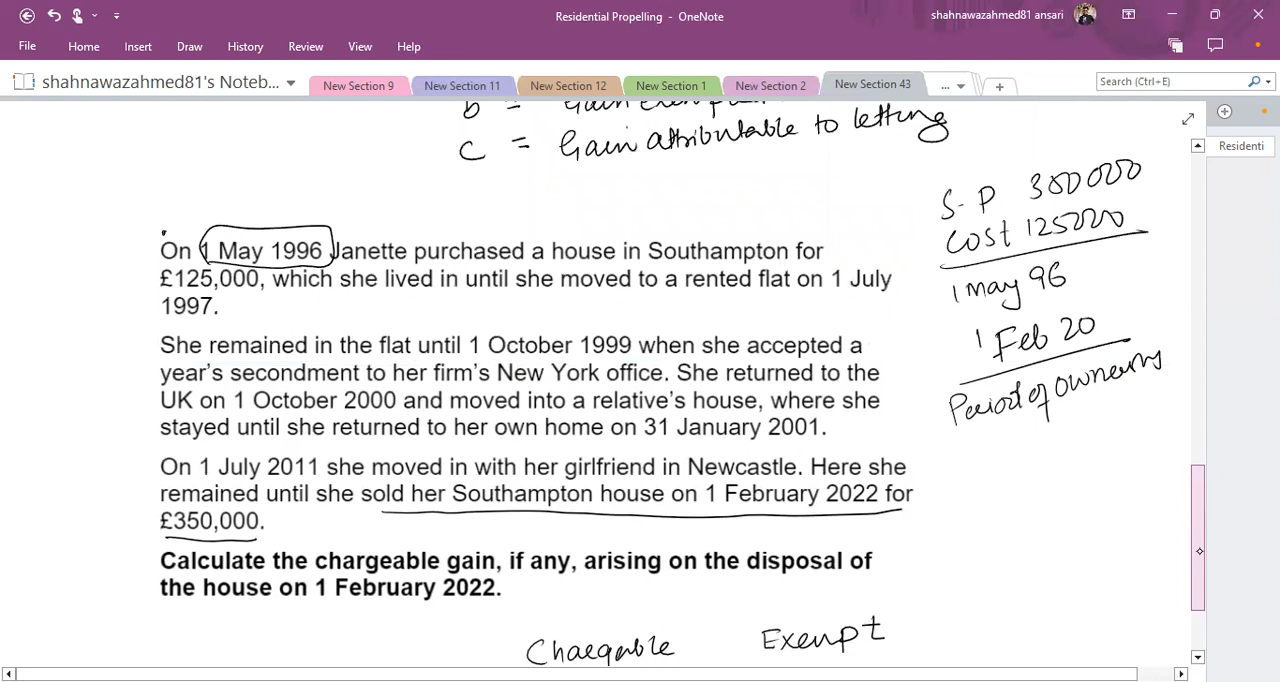 Residential Propelling - OneNote
shahnawazahmed81 ansari
File Home Insert Draw History Review View Help
shahnawazahmed81's Noteb...
New Section 9
New Section 11
New Section 12
New Section 1
New Section 2
New Section 43
...
Search (Ctrl+E)
Residenti
b = Gain
c = Gain attributable to letting
S-P 350000
Cost 125000
1 May 96
1 Feb 20
Period of
On 1 May 1996 Janette purchased a house in Southampton for
£125,000, which she lived in until she moved to a rented flat on 1 July
1997.
She remained in the flat until 1 October 1999 when she accepted a
year's secondment to her firm's New York office. She returned to the
UK on 1 October 2000 and moved into a relative's house, where she
stayed until she returned to her own home on 31 January 2001.
On 1 July 2011 she moved in with her girlfriend in Newcastle. Here she
remained until she sold her Southampton house on 1 February 2022 for
£350,000.
Calculate the chargeable gain, if any, arising on the disposal of
the house on 1 February 2022.
Chaegable Exenpt